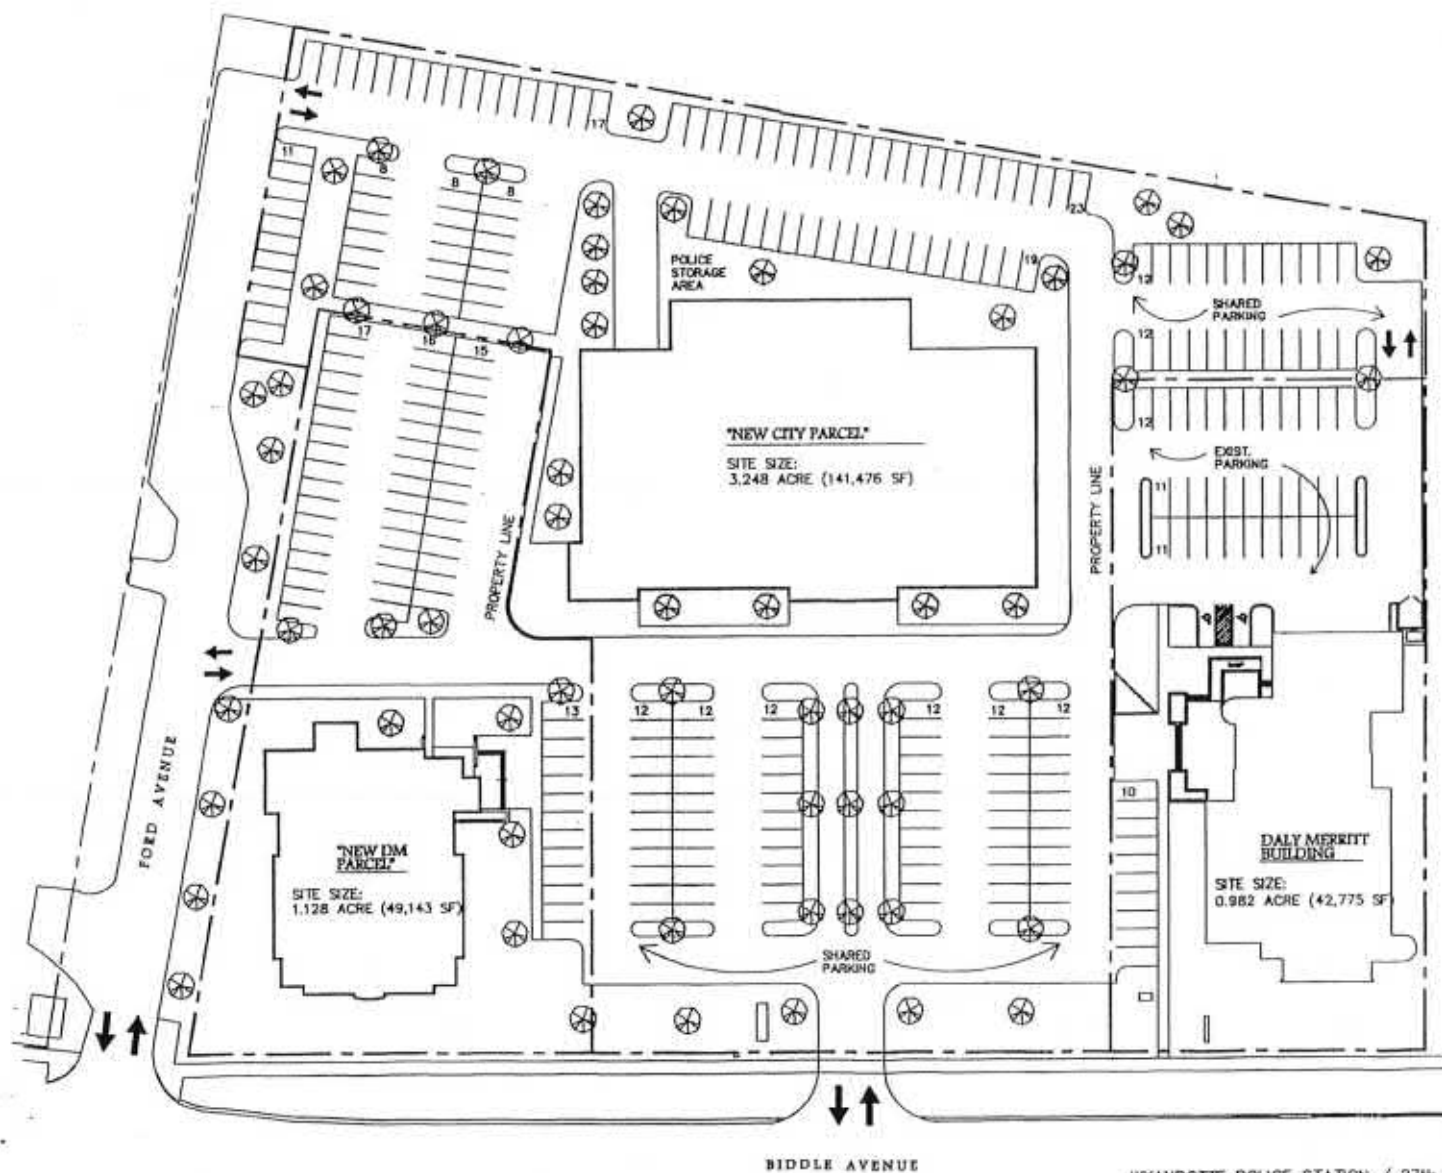 17
11
8
8
8
23
19
POLICE
STORAGE
AREA
13
SHARED
PARKING
12
17
16
15
12
"NEW CITY PARCEL"
SITE SIZE:
3.248 ACRE (141,476 SF)
EXIST.
PARKING
PROPERTY LINE
PROPERTY LINE
11
11
13
12
12
12
12
12
12
10
FORD AVENUE
"NEW DM
PARCEL"
SITE SIZE:
1.128 ACRE (49,143 SF)
DALY MERRITT
BUILDING
SITE SIZE:
0.982 ACRE (42,775 SF)
SHARED
PARKING
BIDDLE AVENUE